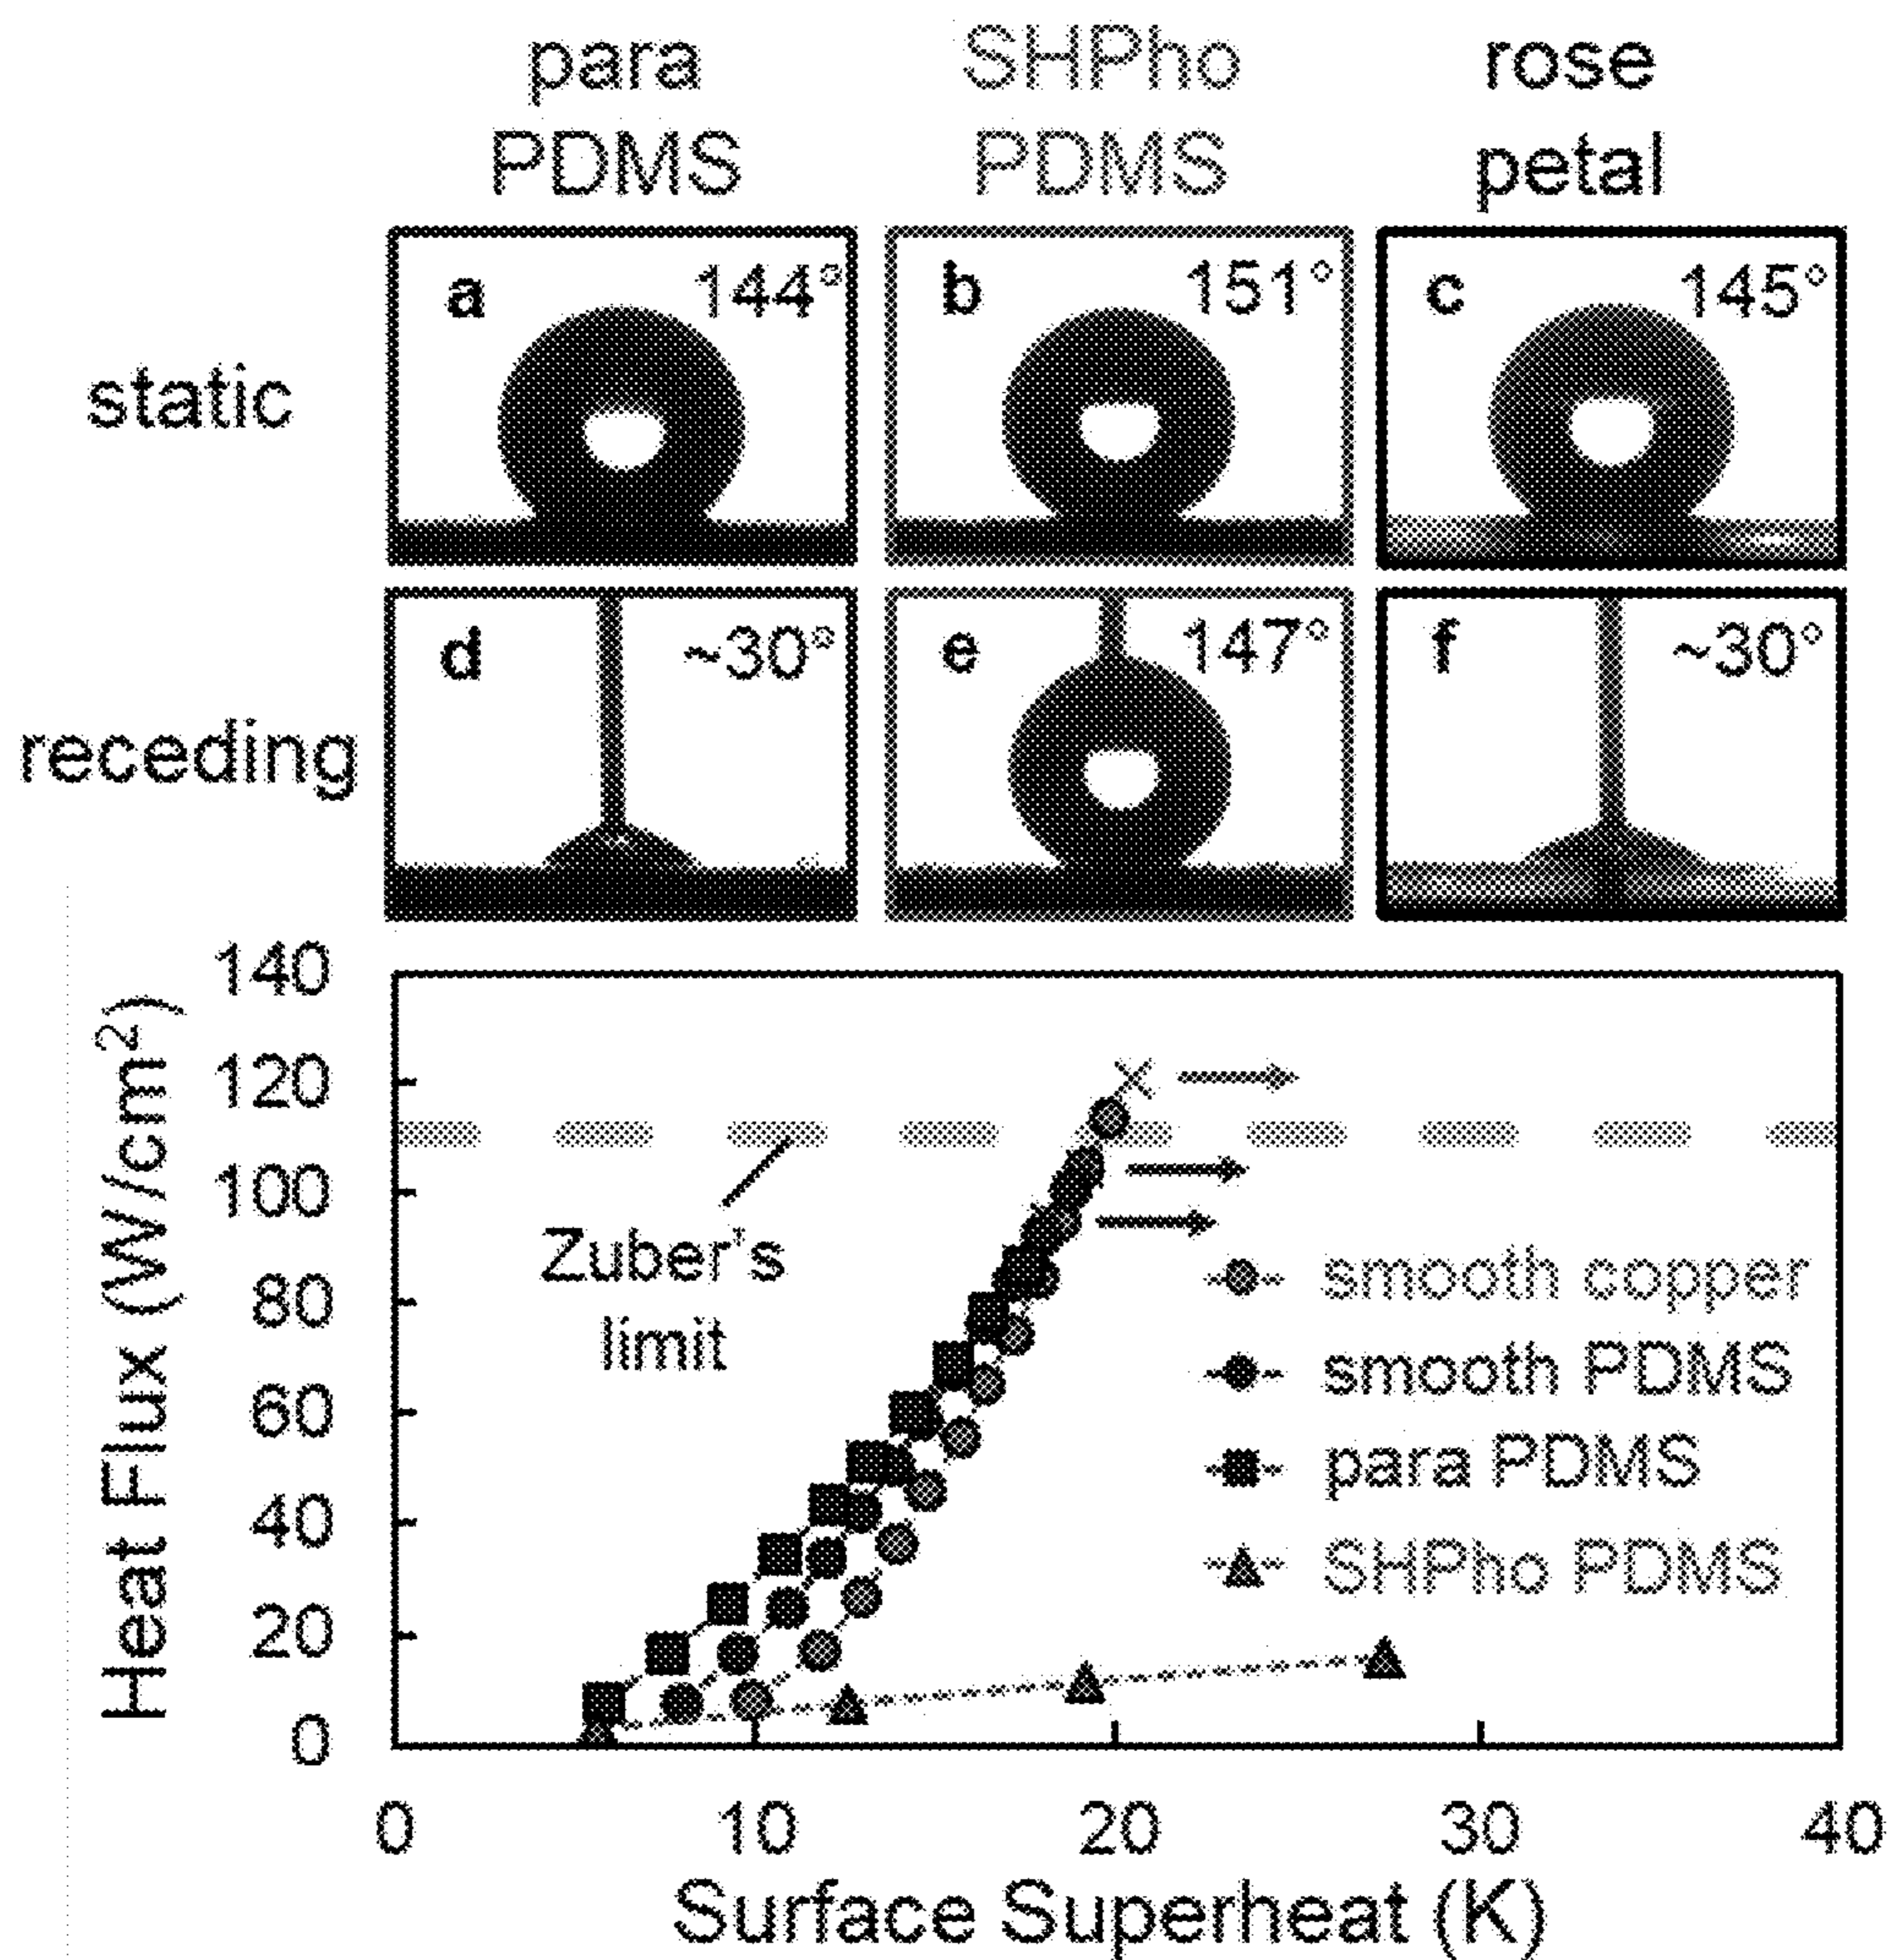 para
PDMS
SHPho
PDMS
rose
petal
static
a 144°
b 151°
c 145°
receding
d ~30°
e 147°
f ~30°
Heat Flux (W/cm²)
140
120
100
80
60
40
20
0
Zuber's
limit
smooth copper
smooth PDMS
para PDMS
SHPho PDMS
0 10 20 30 40
Surface Superheat (K)